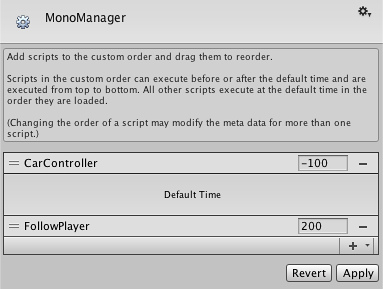 MonoManager
Add scripts to the custom order and drag them to reorder.
Scripts in the custom order can execute before or after the default time and are
executed from top to bottom. All other scripts execute at the default time in
the order they are loaded.
(Changing the order of a script may modify the meta data for more than one
script.)
CarController -100
Default Time
FollowPlayer 200
Revert Apply